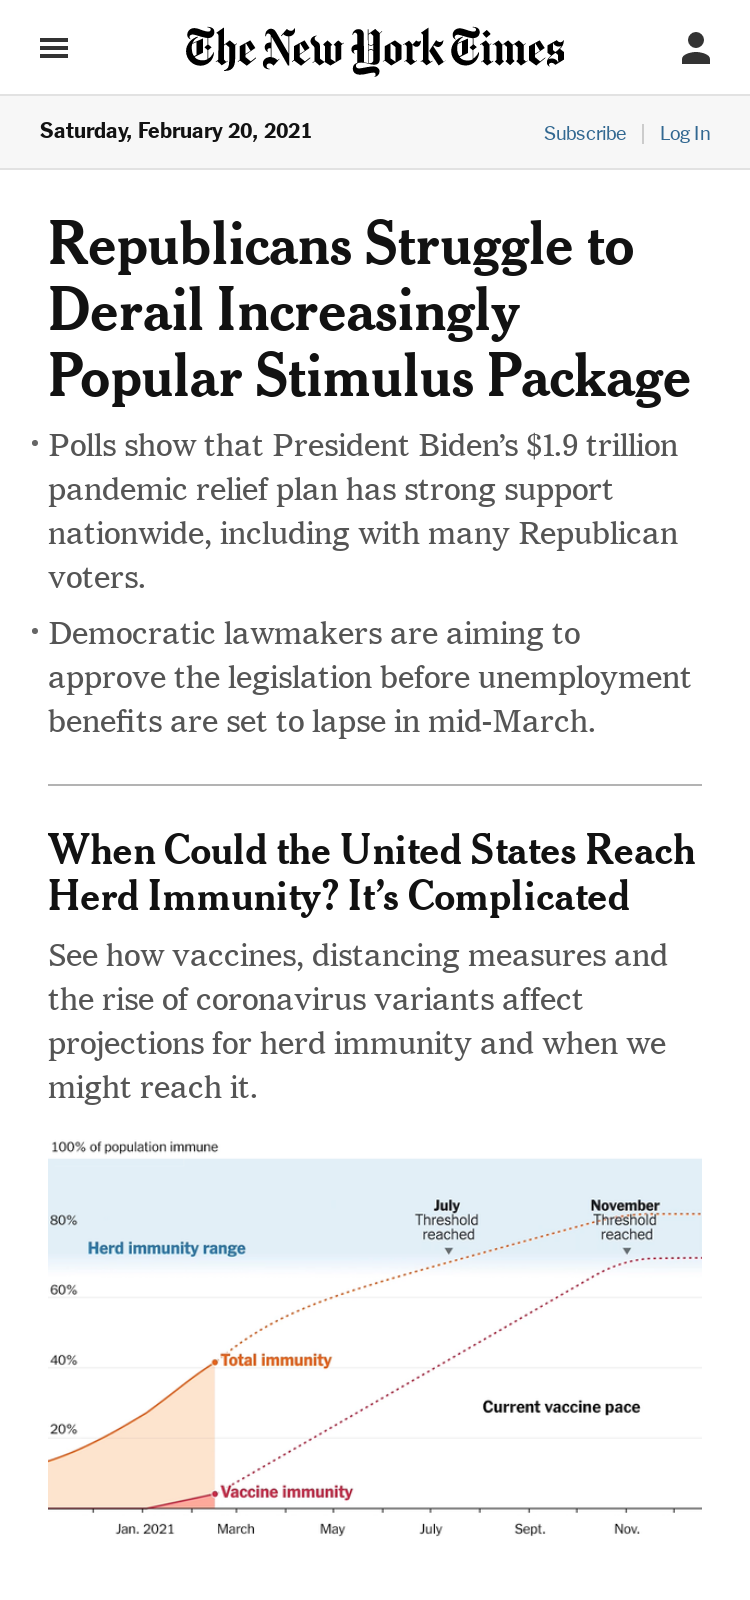 The New York Times
Saturday, February 20, 2021
Subscribe | Log In
Republicans Struggle to
Derail Increasingly
Popular Stimulus Package
• Polls show that President Biden’s $1.9 trillion
pandemic relief plan has strong support
nationwide, including with many Republican
voters.
• Democratic lawmakers are aiming to
approve the legislation before unemployment
benefits are set to lapse in mid-March.
When Could the United States Reach
Herd Immunity? It’s Complicated
See how vaccines, distancing measures and
the rise of coronavirus variants affect
projections for herd immunity and when we
might reach it.
100% of population immune
July
Threshold
reached
November
Threshold
reached
80%
Herd immunity range
60%
40%
Total immunity
Current vaccine pace
20%
Vaccine immunity
Jan. 2021
March
May
July
Sept.
Nov.